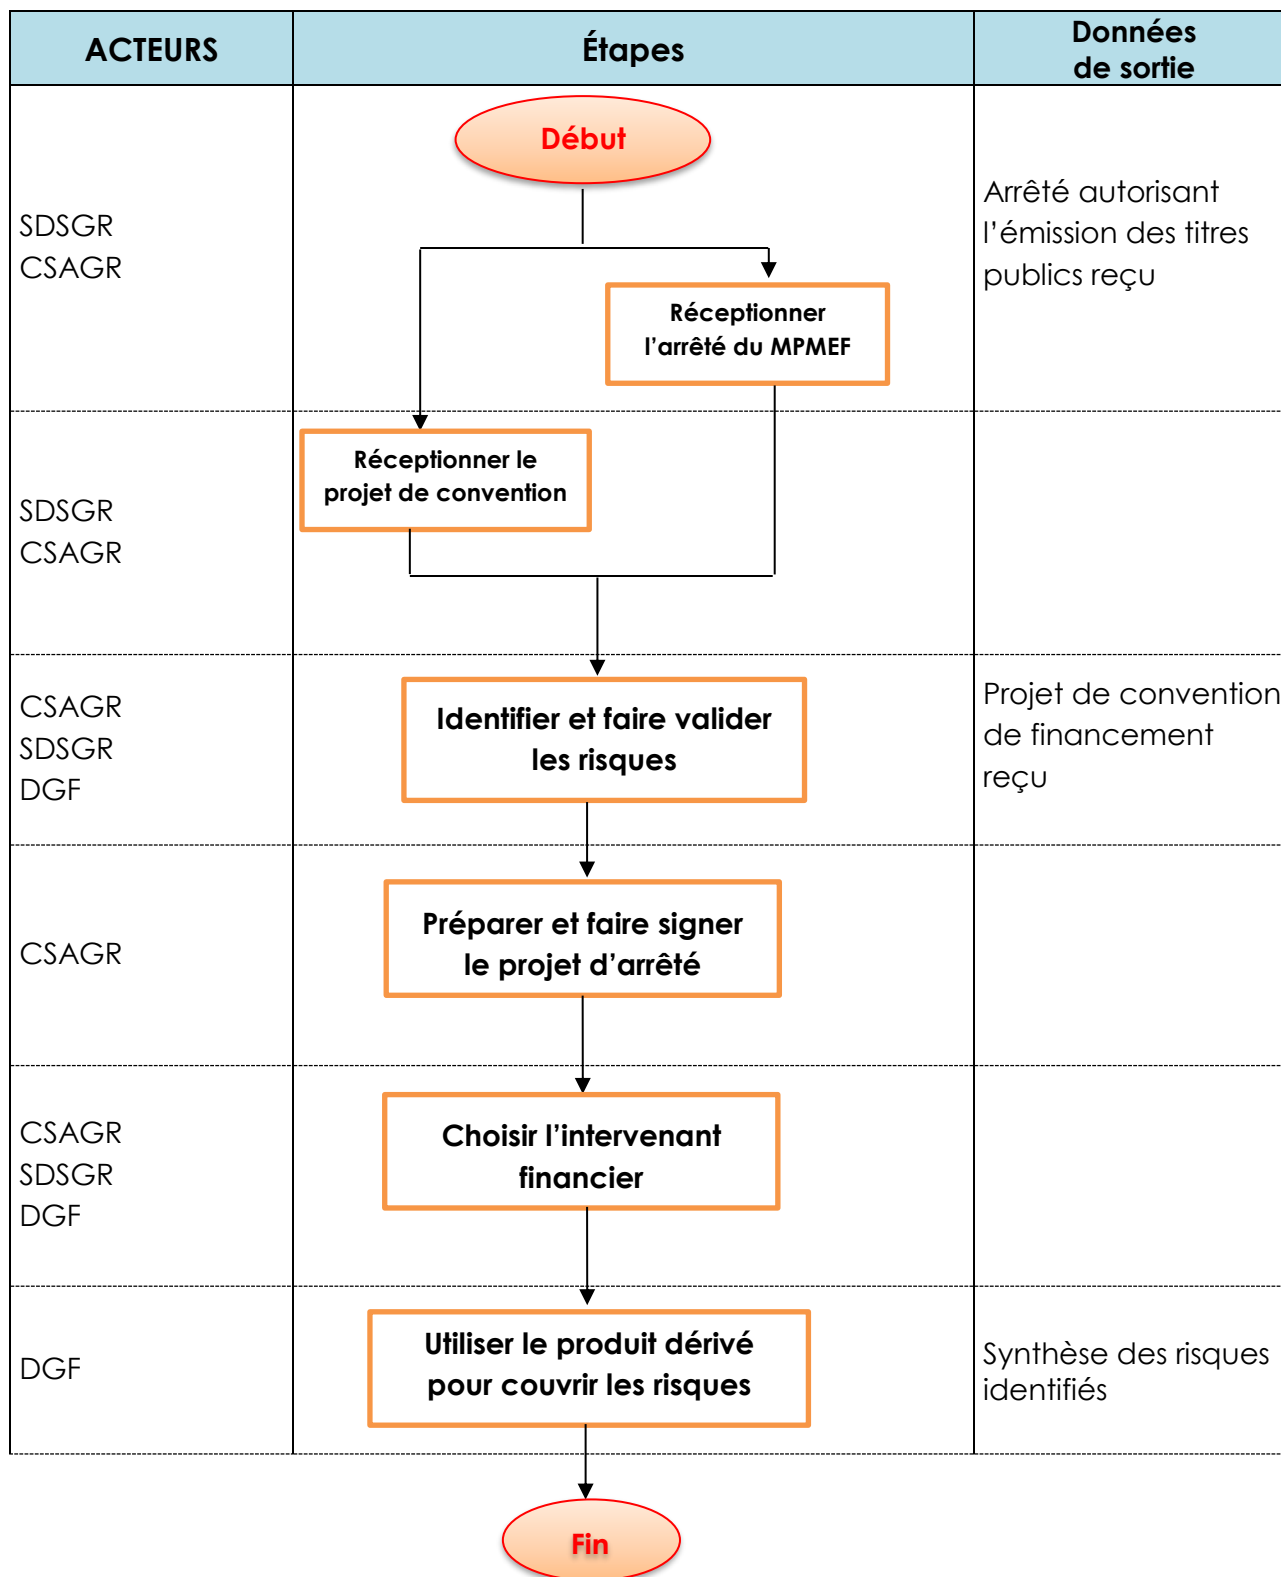 ACTEURS
Étapes
Données
de sortie
Début
SDSGR
CSAGR
Réceptionner
l’arrêté du MPMEF
Arrêté autorisant
l’émission des titres
publics reçu
SDSGR
CSAGR
Réceptionner le
projet de convention
CSAGR
SDSGR
DGF
Identifier et faire valider
les risques
Projet de convention
de financement
reçu
CSAGR
Préparer et faire signer
le projet d’arrêté
CSAGR
SDSGR
DGF
Choisir l’intervenant
financier
DGF
Utiliser le produit dérivé
pour couvrir les risques
Synthèse des risques
identifiés
Fin